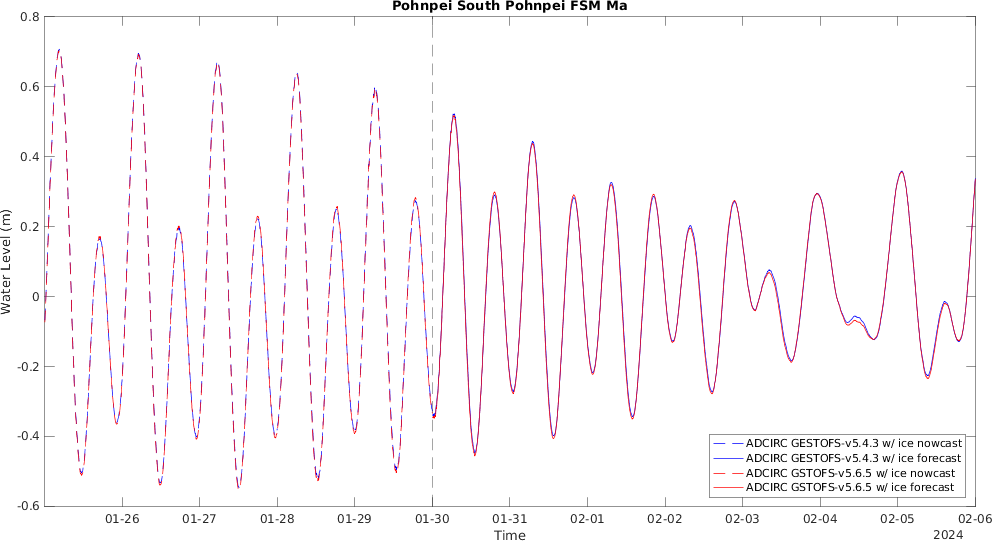 Pohnpei South Pohnpei FSM Ma
0.8
0.6
0.4
0.2
0
-0.2
-0.4
-0.6
Water Level (m)
ADCIRC GESTOFS-v5.4.3 w/ ice nowcast
ADCIRC GESTOFS-v5.4.3 w/ ice forecast
ADCIRC GSTOFS-v5.6.5 w/ ice nowcast
ADCIRC GSTOFS-v5.6.5 w/ ice forecast
01-26 01-27 01-28 01-29 01-30 01-31 02-01 02-02 02-03 02-04 02-05 02-06
Time
2024